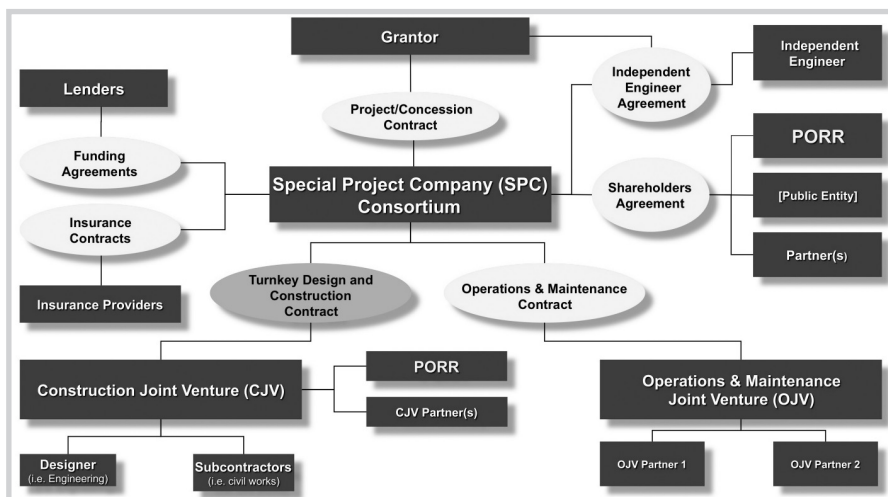 Grantor
Independent
Engineer
Independent
Engineer
Agreement
Lenders
Project/Concession
Contract
PORR
Funding
Agreements
Special Project Company (SPC)
Consortium
Shareholders
Agreement
[Public Entity]
Insurance
Contracts
Partner(s)
Turnkey Design and
Construction
Contract
Operations & Maintenance
Contract
Insurance Providers
PORR
Construction Joint Venture (CJV)
CJV Partner(s)
Operations & Maintenance
Joint Venture (OJV)
Designer
(i.e. Engineering)
Subcontractors
(i.e. civil works)
OJV Partner 1
OJV Partner 2